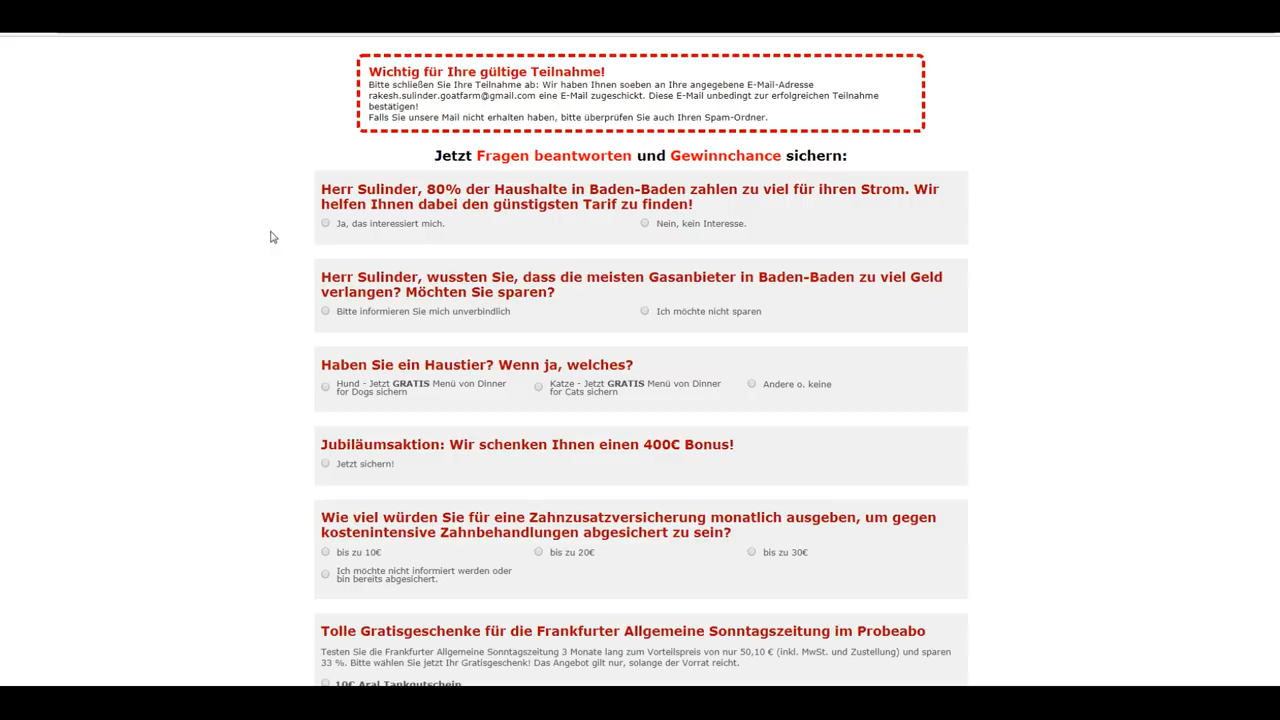 Wichtig für Ihre gültige Teilnahme!
Bitte schließen Sie Ihre Teilnahme ab: Wir haben Ihnen soeben an Ihre angegebene E-Mail-Adresse
rakesh.sulinder.goatfarm@gmail.com eine E-Mail zugeschickt. Diese E-Mail unbedingt zur erfolgreichen Teilnahme
bestätigen!
Falls Sie unsere Mail nicht erhalten haben, bitte überprüfen Sie auch Ihren Spam-Ordner.
Jetzt Fragen beantworten und Gewinnchance sichern:
Herr Sulinder, 80% der Haushalte in Baden-Baden zahlen zu viel für ihren Strom. Wir
helfen Ihnen dabei den günstigsten Tarif zu finden!
Ja, das interessiert mich. Nein, kein Interesse.
Herr Sulinder, wussten Sie, dass die meisten Gasanbieter in Baden-Baden zu viel Geld
verlangen? Möchten Sie sparen?
Bitte informieren Sie mich unverbindlich Ich möchte nicht sparen
Haben Sie ein Haustier? Wenn ja, welches?
Hund - Jetzt GRATIS Menü von Dinner
for Dogs sichern
Katze - Jetzt GRATIS Menü von Dinner
for Cats sichern
Andere o. keine
Jubiläumsaktion: Wir schenken Ihnen einen 400€ Bonus!
Jetzt sichern!
Wie viel würden Sie für eine Zahnzusatzversicherung monatlich ausgeben, um gegen
kostenintensive Zahnbehandlungen abgesichert zu sein?
bis zu 10€ bis zu 20€ bis zu 30€
Ich möchte nicht informiert werden oder
bin bereits abgesichert.
Tolle Gratisgeschenke für die Frankfurter Allgemeine Sonntagszeitung im Probeabo
Testen Sie die Frankfurter Allgemeine Sonntagszeitung 3 Monate lang zum Vorteilspreis von nur 50,10 € (inkl. MwSt. und Zustellung) und sparen
33 %. Bitte wählen Sie jetzt Ihr Gratisgeschenk! Das Angebot gilt nur, solange der Vorrat reicht.
10€ Aral Tankgutschein